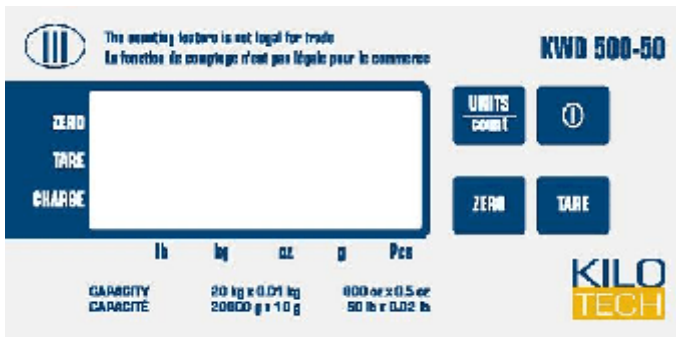 III
The counting feature is not legal for trade
La fonction de comptage n'est pas légale pour le commerce
KWD 500-50
ZERO
TARE
CHARGE
UNITS
count
ZERO
TARE
lb kg oz g Pcs
CAPACITY 20 kg x 0.01 kg 800 oz x 0.5 oz
CAPACITÉ 20000 g x 10 g 50 lb x 0.02 lb
KILO
TECH